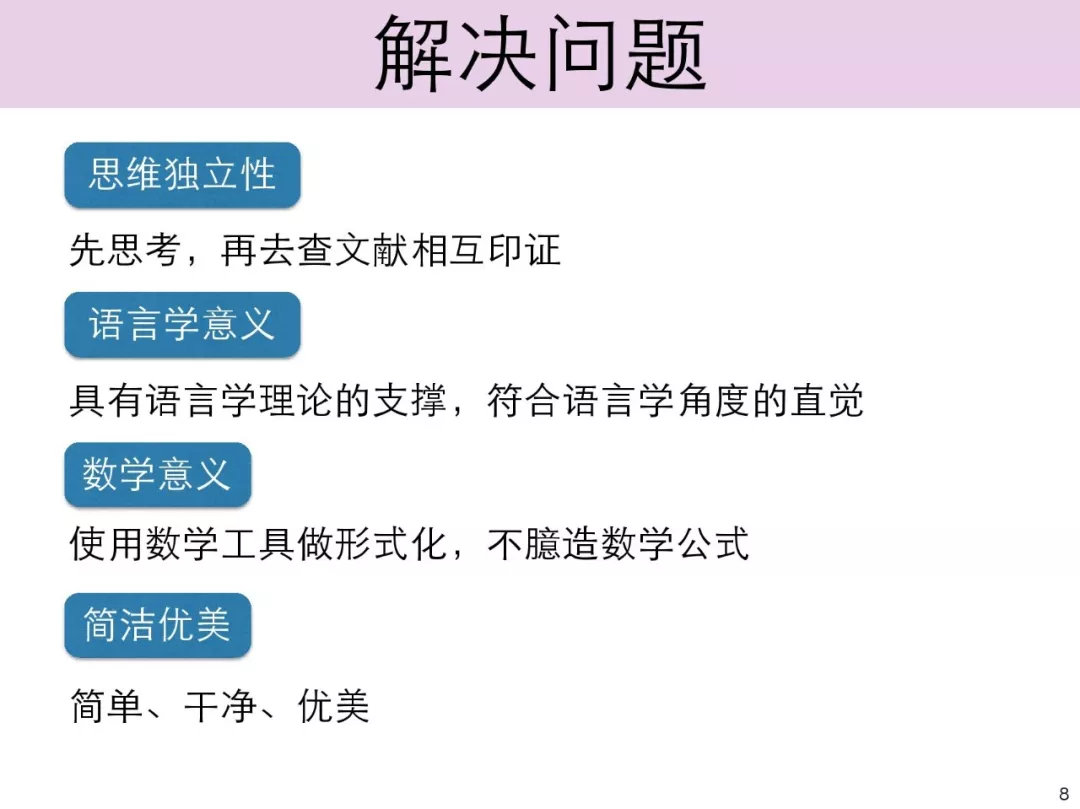 解决问题
思维独立性
先思考，再去查文献相互印证
语言学意义
具有语言学理论的支撑，符合语言学角度的直觉
数学意义
使用数学工具做形式化，不臆造数学公式
简洁优美
简单、干净、优美
8